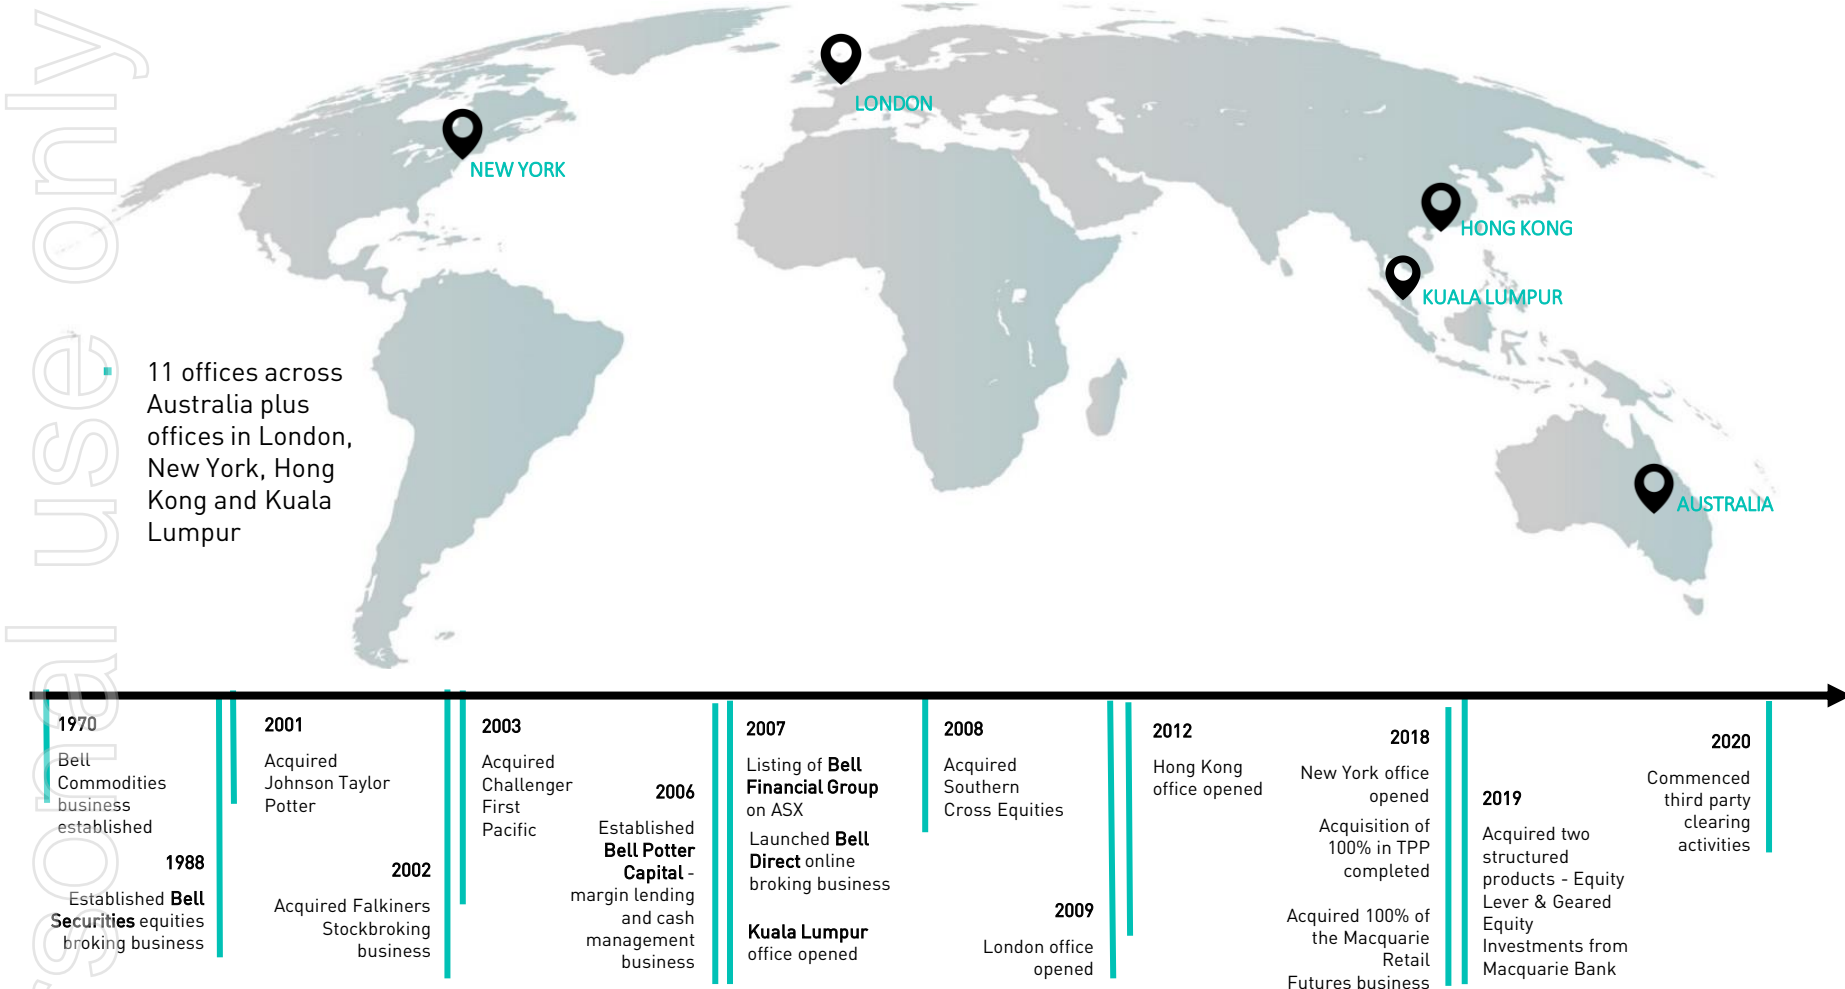 LONDON
NEW YORK
HONG KONG
KUALA LUMPUR
AUSTRALIA
11 offices across
Australia plus
offices in London,
New York, Hong
Kong and Kuala
Lumpur
sonal use only
1970
Bell
Commodities
business
established
1988
Established Bell
Securities equities
broking business
2001
Acquired
Johnson Taylor
Potter
2002
Acquired Falkiners
Stockbroking
business
2003
Acquired
Challenger
First
Pacific
2006
Established
Bell Potter
Capital -
margin lending
and cash
management
business
2007
Listing of Bell
Financial Group
on ASX
Launched Bell
Direct online
broking business
Kuala Lumpur
office opened
2008
Acquired
Southern
Cross Equities
2009
London office
opened
2012
Hong Kong
office opened
2018
New York office
opened
Acquisition of
100% in TPP
completed
Acquired 100% of
the Macquarie
Retail
Futures business
2019
Acquired two
structured
products - Equity
Lever & Geared
Equity
Investments from
Macquarie Bank
2020
Commenced
third party
clearing
activities